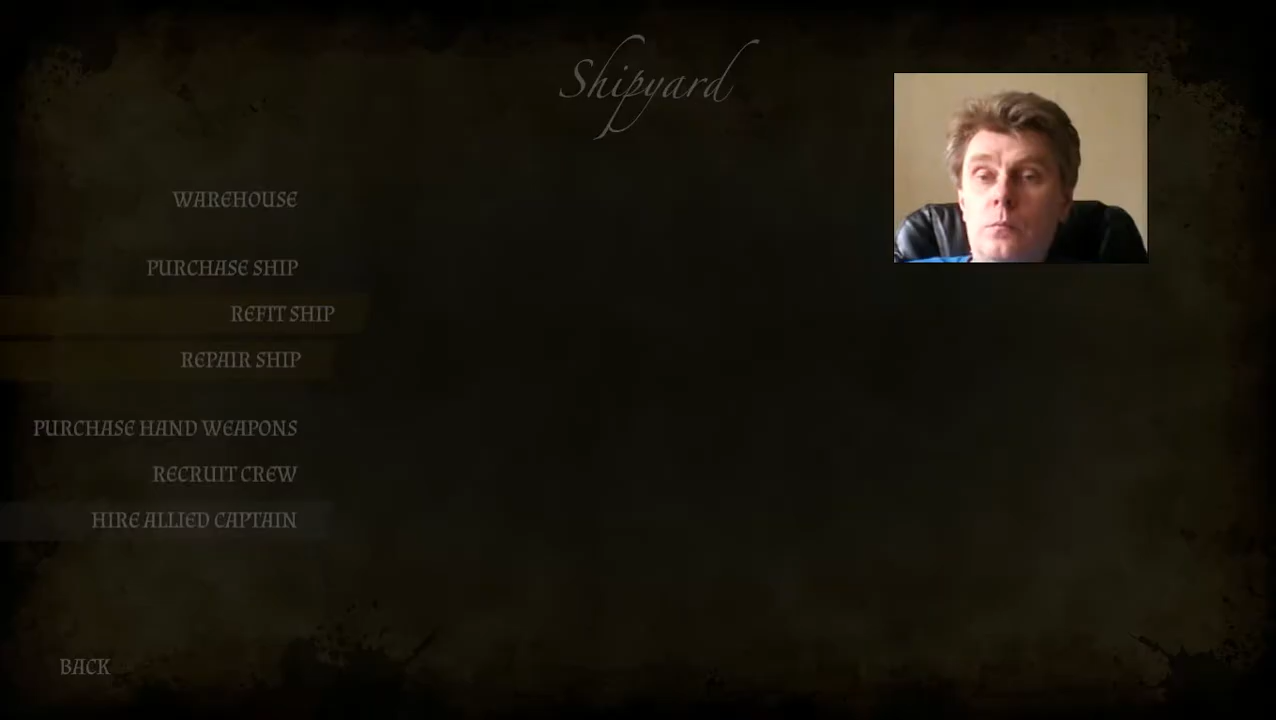 Shipyard
WAREHOUSE
PURCHASE SHIP
REFIT SHIP
REPAIR SHIP
PURCHASE HAND WEAPONS
RECRUIT CREW
HIRE ALLIED CAPTAIN
BACK